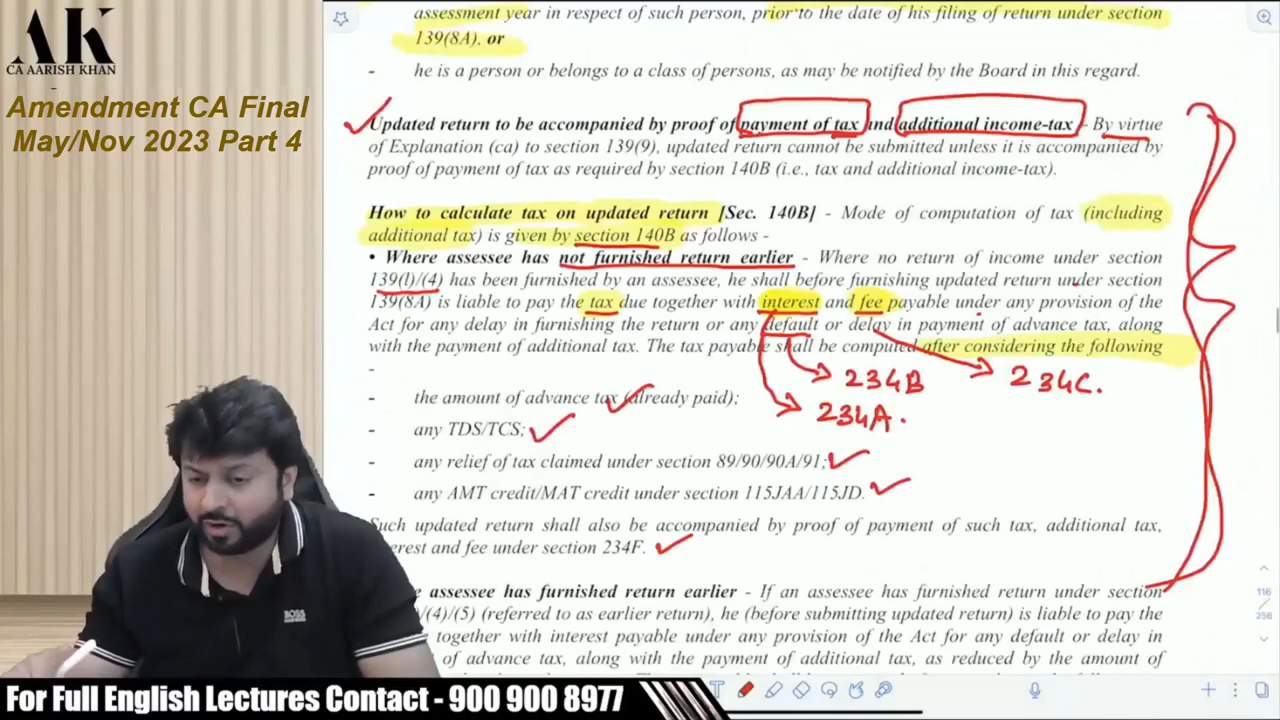 AK
CA AARISH KHAN
Amendment CA Final
May/Nov 2023 Part 4
assessment year in respect of such person, prior to the date of his filing of return under section
139(8A), or
- he is a person or belongs to a class of persons, as may be notified by the Board in this regard.
Updated return to be accompanied by proof of payment of tax and additional income-tax - By virtue
of Explanation (ca) to section 139(9), updated return cannot be submitted unless it is accompanied by
proof of payment of tax as required by section 140B (i.e., tax and additional income-tax).
How to calculate tax on updated return [Sec. 140B] - Mode of computation of tax (including
additional tax) is given by section 140B as follows -
• Where assessee has not furnished return earlier - Where no return of income under section
139(l)/(4) has been furnished by an assessee, he shall before furnishing updated return under section
139(8A) is liable to pay the tax due together with interest and fee payable under any provision of the
Act for any delay in furnishing the return or any default or delay in payment of advance tax, along
with the payment of additional tax. The tax payable shall be computed after considering the following
-
234B
234C.
234A.
- the amount of advance tax (already paid);
- any TDS/TCS;
- any relief of tax claimed under section 89/90/90A/91;
- any AMT credit/MAT credit under section 115JAA/115JD.
Such updated return shall also be accompanied by proof of payment of such tax, additional tax,
erest and fee under section 234F.
assessee has furnished return earlier - If an assessee has furnished return under section
/(4)/(5) (referred to as earlier return), he (before submitting updated return) is liable to pay the
together with interest payable under any provision of the Act for any default or delay in
of advance tax, along with the payment of additional tax, as reduced by the amount of
116
256
BOSS
For Full English Lectures Contact - 900 900 8977